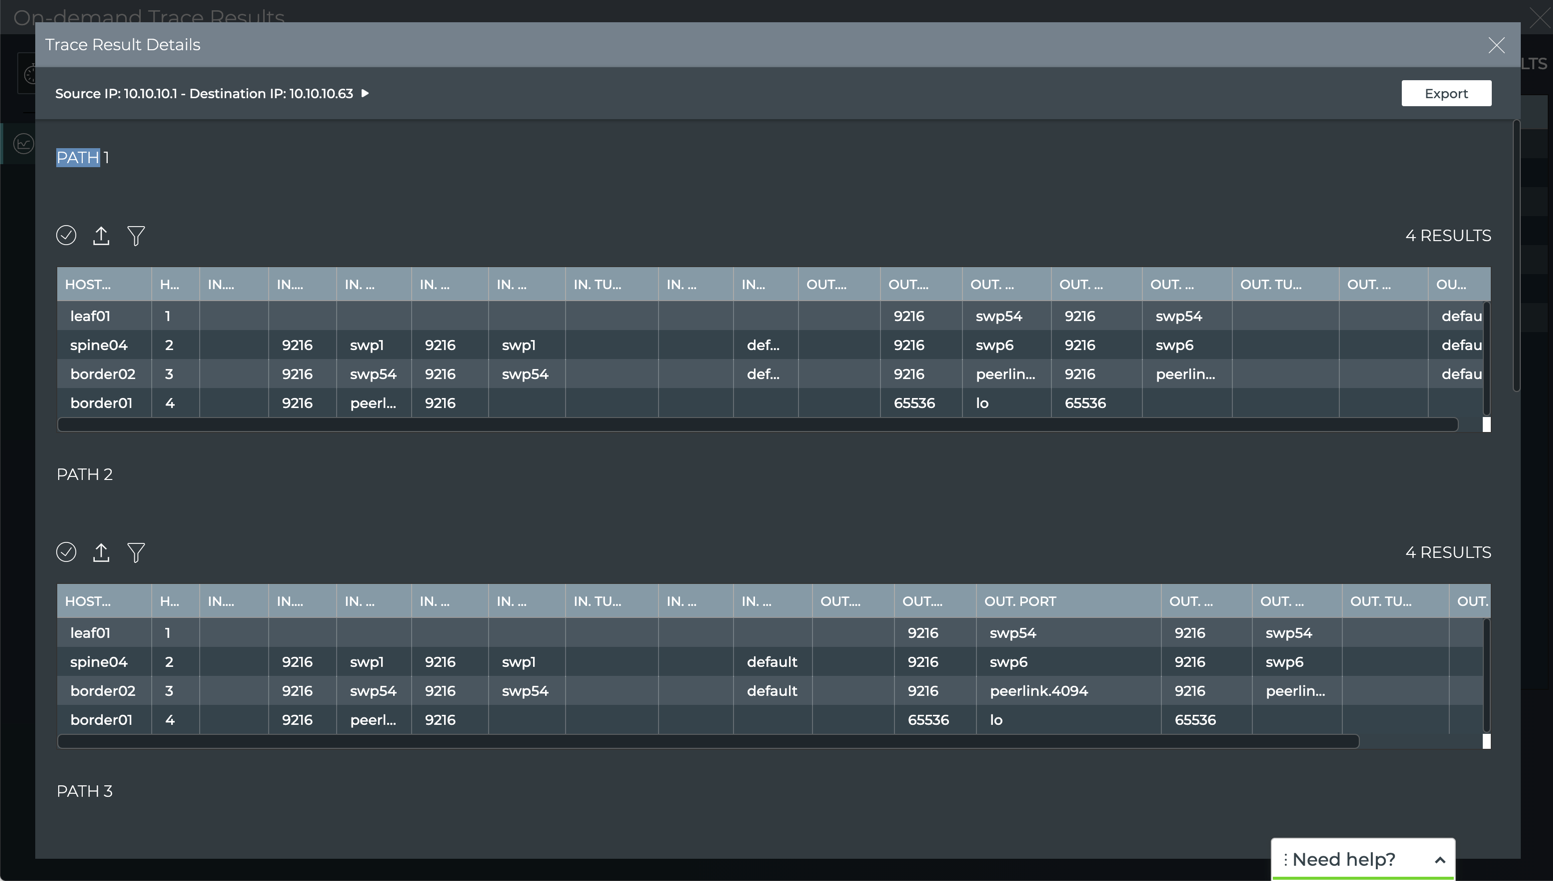 On-demand Trace Results
Trace Result Details
LTS
Source IP: 10.10.10.1 - Destination IP: 10.10.10.63
Export
PATH 1
4 RESULTS
HOST... H... IN.... IN.... IN. ... IN. ... IN. ... IN. TU... IN. ... IN... OUT.... OUT.... OUT. ... OUT. ... OUT. ... OUT. TU... OUT. ... OU...
leaf01 1 9216 swp54 9216 swp54 defau
spine04 2 9216 swp1 9216 swp1 def... 9216 swp6 9216 swp6 defau
border02 3 9216 swp54 9216 swp54 def... 9216 peerlin... 9216 peerlin... defau
border01 4 9216 peerl... 9216 65536 lo 65536
PATH 2
4 RESULTS
HOST... H... IN.... IN.... IN. ... IN. ... IN. ... IN. TU... IN. ... IN. ... OUT.... OUT.... OUT. PORT OUT. ... OUT. ... OUT. TU... OUT.
leaf01 1 9216 swp54 9216 swp54
spine04 2 9216 swp1 9216 swp1 default 9216 swp6 9216 swp6
border02 3 9216 swp54 9216 swp54 default 9216 peerlink.4094 9216 peerlin...
border01 4 9216 peerl... 9216 65536 lo 65536
PATH 3
Need help?